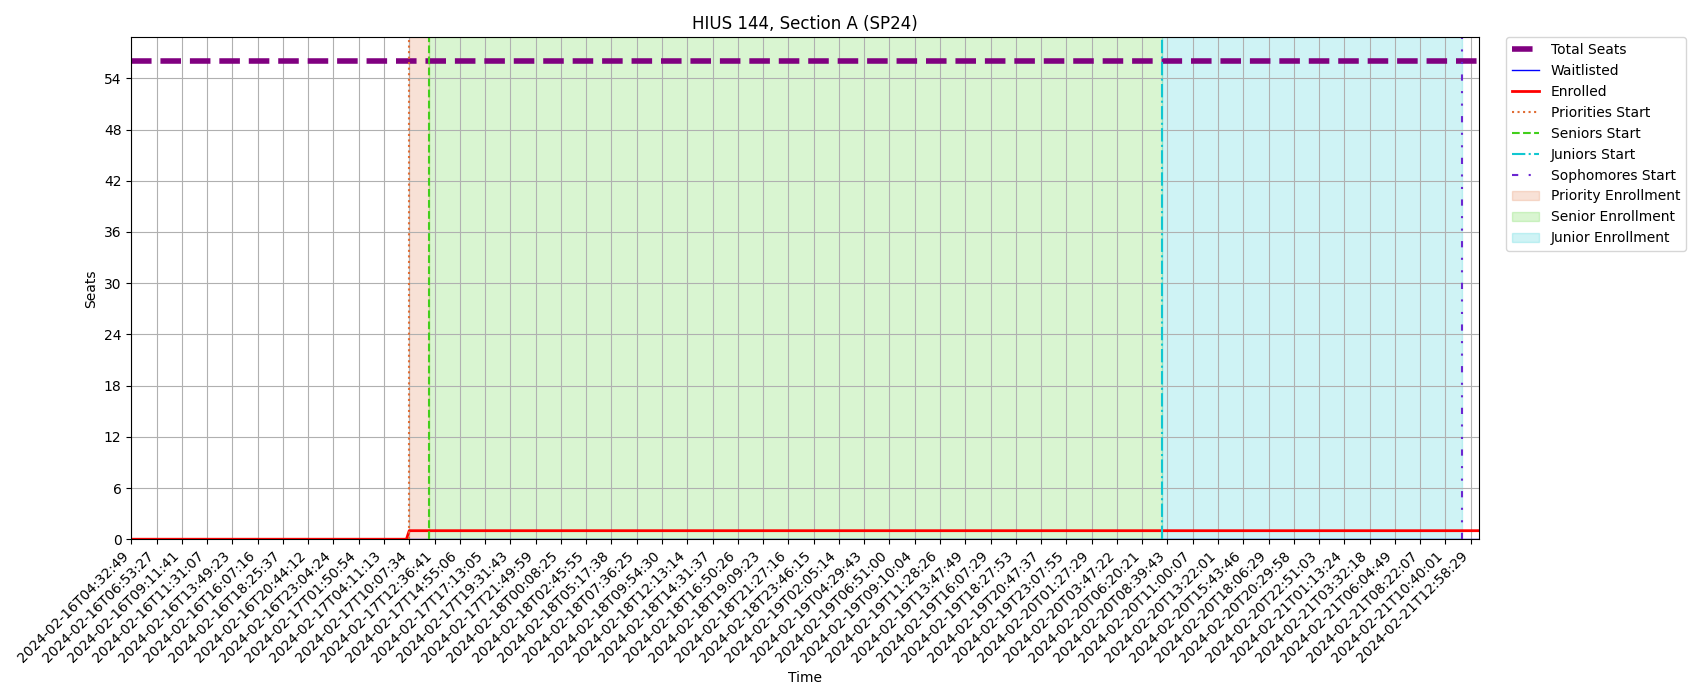 HIUS 144, Section A (SP24)
Seats
54
48
42
36
30
24
18
12
6
0
2024-02-16T04:32:49
2024-02-16T06:53:27
2024-02-16T09:11:41
2024-02-16T11:31:07
2024-02-16T13:49:23
2024-02-16T16:07:16
2024-02-16T18:25:37
2024-02-16T20:44:12
2024-02-16T23:04:24
2024-02-17T01:50:54
2024-02-17T04:11:13
2024-02-17T10:07:34
2024-02-17T12:36:41
2024-02-17T14:55:06
2024-02-17T17:13:05
2024-02-17T19:31:43
2024-02-17T21:49:59
2024-02-18T00:08:25
2024-02-18T02:45:55
2024-02-18T05:17:38
2024-02-18T07:36:25
2024-02-18T09:54:30
2024-02-18T12:13:14
2024-02-18T14:31:37
2024-02-18T16:50:26
2024-02-18T19:09:23
2024-02-18T21:27:16
2024-02-18T23:46:15
2024-02-19T02:05:14
2024-02-19T04:29:43
2024-02-19T06:51:00
2024-02-19T09:10:04
2024-02-19T11:28:26
2024-02-19T13:47:49
2024-02-19T16:07:29
2024-02-19T18:27:53
2024-02-19T20:47:37
2024-02-19T23:07:55
2024-02-20T01:27:29
2024-02-20T03:47:22
2024-02-20T06:20:21
2024-02-20T08:39:43
2024-02-20T11:00:07
2024-02-20T13:22:01
2024-02-20T15:43:46
2024-02-20T18:06:29
2024-02-20T20:29:58
2024-02-20T22:51:03
2024-02-21T01:13:24
2024-02-21T03:32:18
2024-02-21T06:04:49
2024-02-21T08:22:07
2024-02-21T10:40:01
2024-02-21T12:58:29
Time
Total Seats
Waitlisted
Enrolled
Priorities Start
Seniors Start
Juniors Start
Sophomores Start
Priority Enrollment
Senior Enrollment
Junior Enrollment